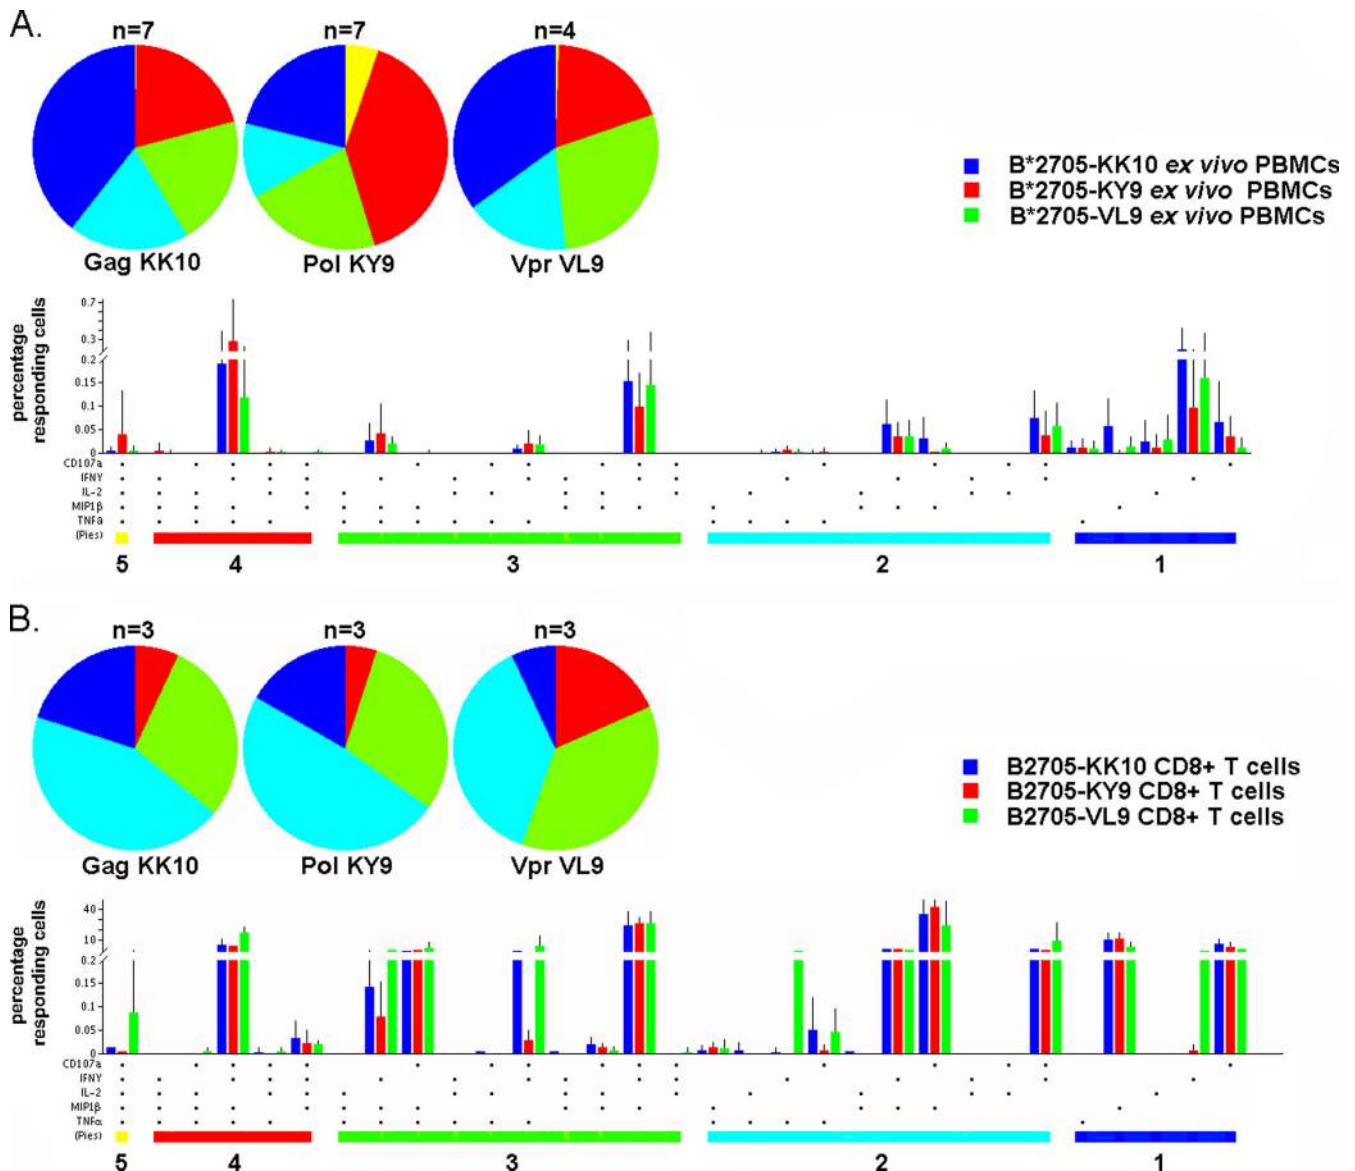 A.
n=7
n=7
n=4
Gag KK10
Pol KY9
Vpr VL9
B*2705-KK10 ex vivo PBMCs
B*2705-KY9 ex vivo PBMCs
B*2705-VL9 ex vivo PBMCs
percentage
responding cells
0.7
0.3
0.2
0.15
0.1
0.05
0
CD107a
IFNY
IL-2
MIP1β
TNFa
(Pies)
5
4
3
2
1
B.
n=3
n=3
n=3
Gag KK10
Pol KY9
Vpr VL9
B2705-KK10 CD8+ T cells
B2705-KY9 CD8+ T cells
B2705-VL9 CD8+ T cells
percentage
responding cells
40
10
0.2
0.15
0.1
0.05
0
CD107a
IFNY
IL-2
MIP1β
TNFα
(Pies)
5
4
3
2
1